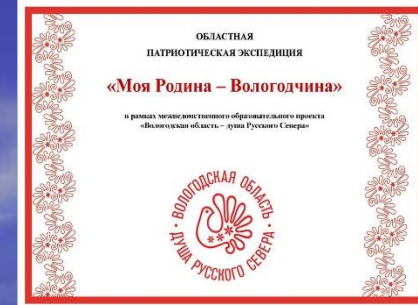 ОБЛАСТНАЯ
ПАТРИОТИЧЕСКАЯ ЭКСПЕДИЦИЯ
«Моя Родина – Вологодчина»
в рамках межведомственного образовательного проекта
«Вологодская область – душа Русского Севера»
ВОЛОГОДСКАЯ ОБЛАСТЬ
ДУША РУССКОГО СЕВЕРА